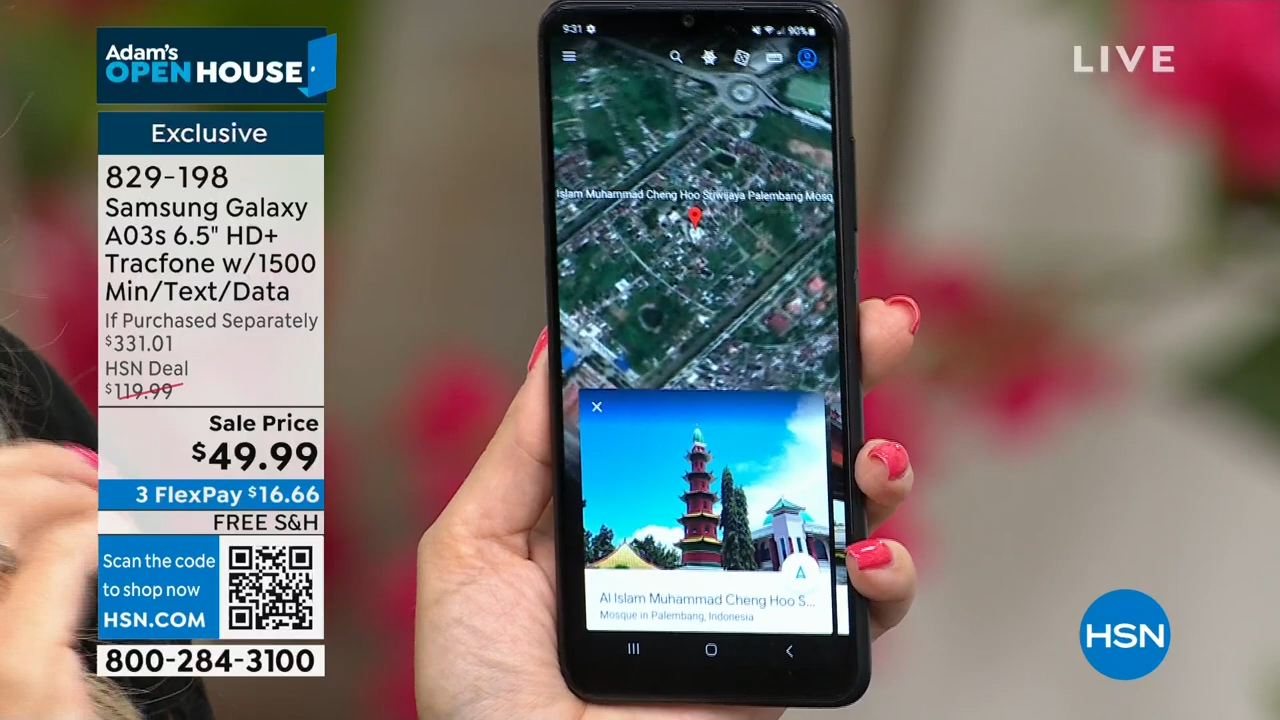 Adam's
OPEN HOUSE
Exclusive
829-198
Samsung Galaxy
A03s 6.5" HD+
Tracfone w/1500
Min/Text/Data
If Purchased Separately
$331.01
HSN Deal
$119.99
Sale Price
$49.99
3 FlexPay $16.66
FREE S&H
Scan the code
to shop now
HSN.COM
800-284-3100
9:31
90%
Islam Muhammad Cheng Hoo Sriwijaya Palembang Mosq
Al Islam Muhammad Cheng Hoo S...
Mosque in Palembang, Indonesia
LIVE
HSN